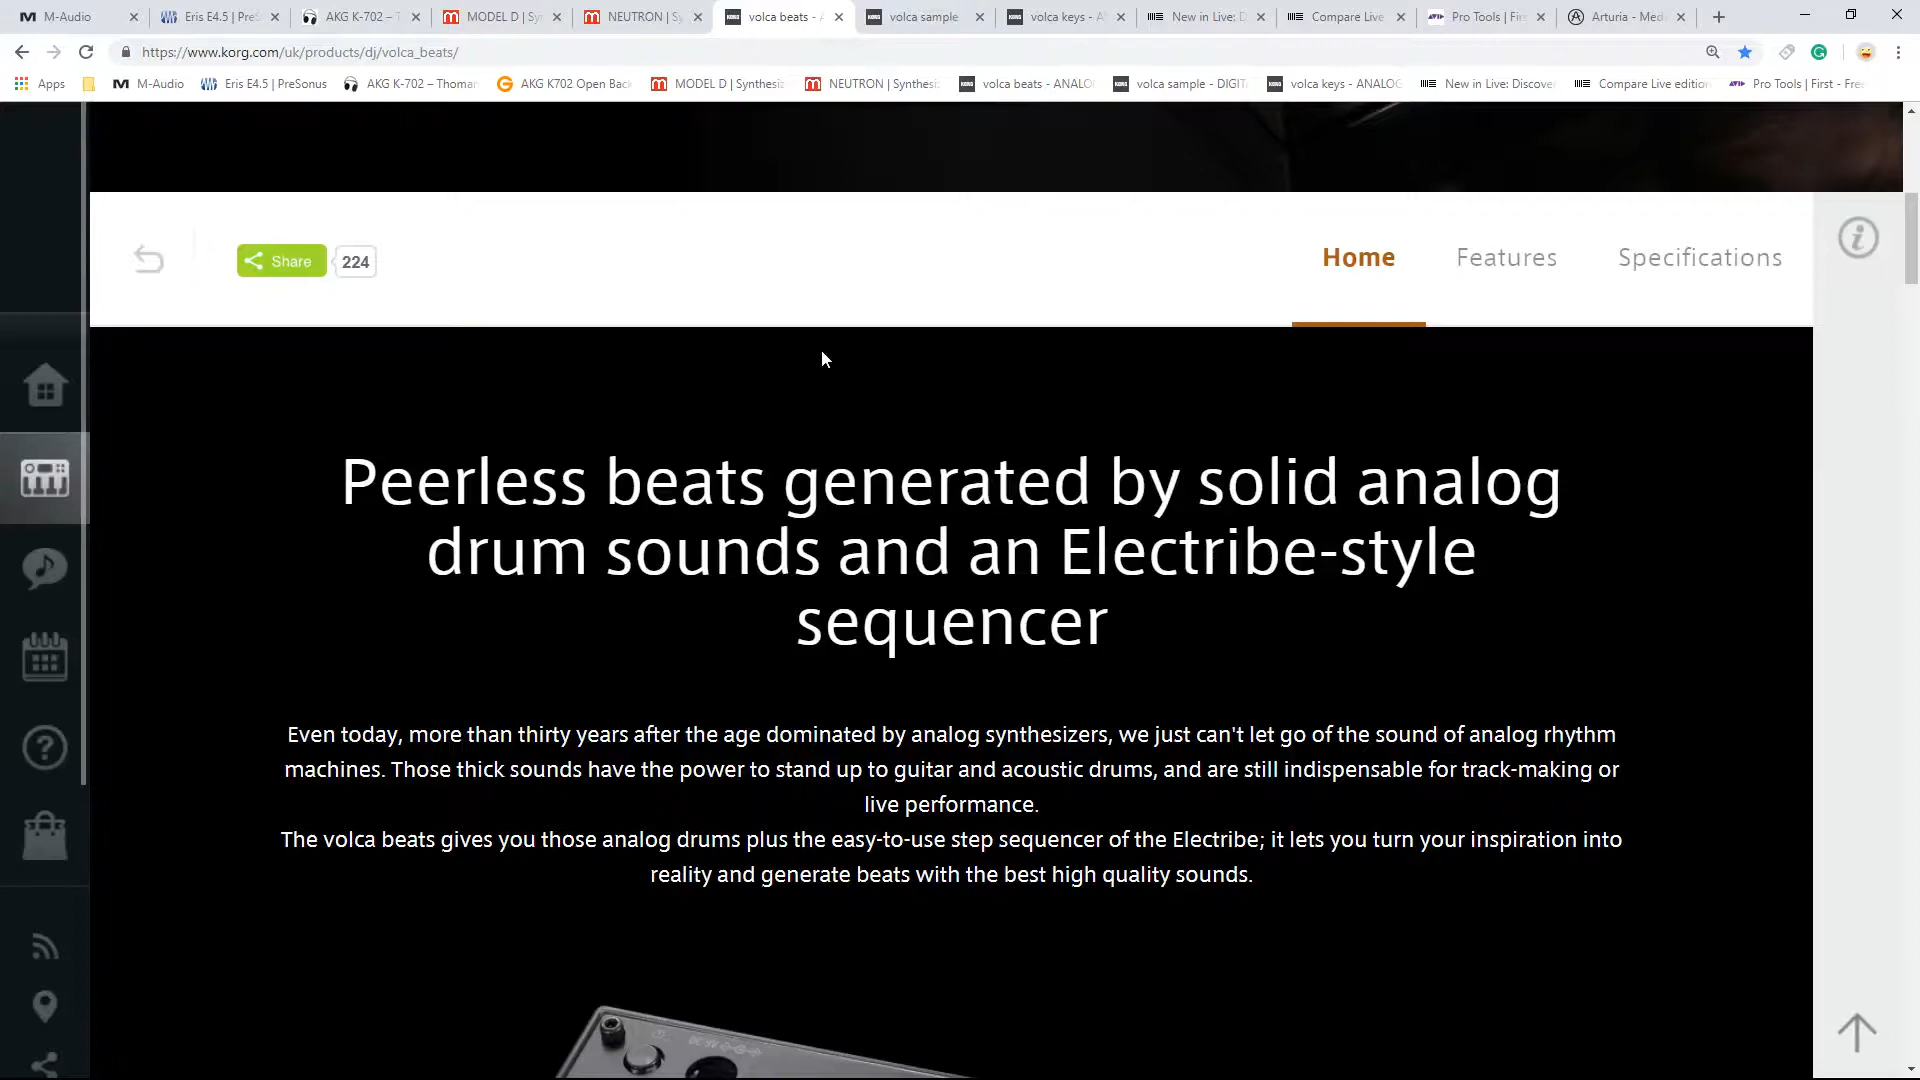 M-Audio
Eris E4.5 | PreS
AKG K-702 – T
MODEL D | Sy
NEUTRON | Sy
volca beats - A
volca sample
volca keys - A
New in Live: D
Compare Live
Pro Tools | Firs
Arturia - Med
https://www.korg.com/uk/products/dj/volca_beats/
Apps
M-Audio
Eris E4.5 | PreSonus
AKG K-702 – Thoman
AKG K702 Open Back
MODEL D | Synthesiz
NEUTRON | Synthesiz
volca beats - ANALO
volca sample - DIGIT
volca keys - ANALOG
New in Live: Discove
Compare Live edition
Pro Tools | First - Free
Share
224
Home
Features
Specifications
Peerless beats generated by solid analog
drum sounds and an Electribe-style
sequencer
Even today, more than thirty years after the age dominated by analog synthesizers, we just can't let go of the sound of analog rhythm
machines. Those thick sounds have the power to stand up to guitar and acoustic drums, and are still indispensable for track-making or
live performance.
The volca beats gives you those analog drums plus the easy-to-use step sequencer of the Electribe; it lets you turn your inspiration into
reality and generate beats with the best high quality sounds.
DC 9V